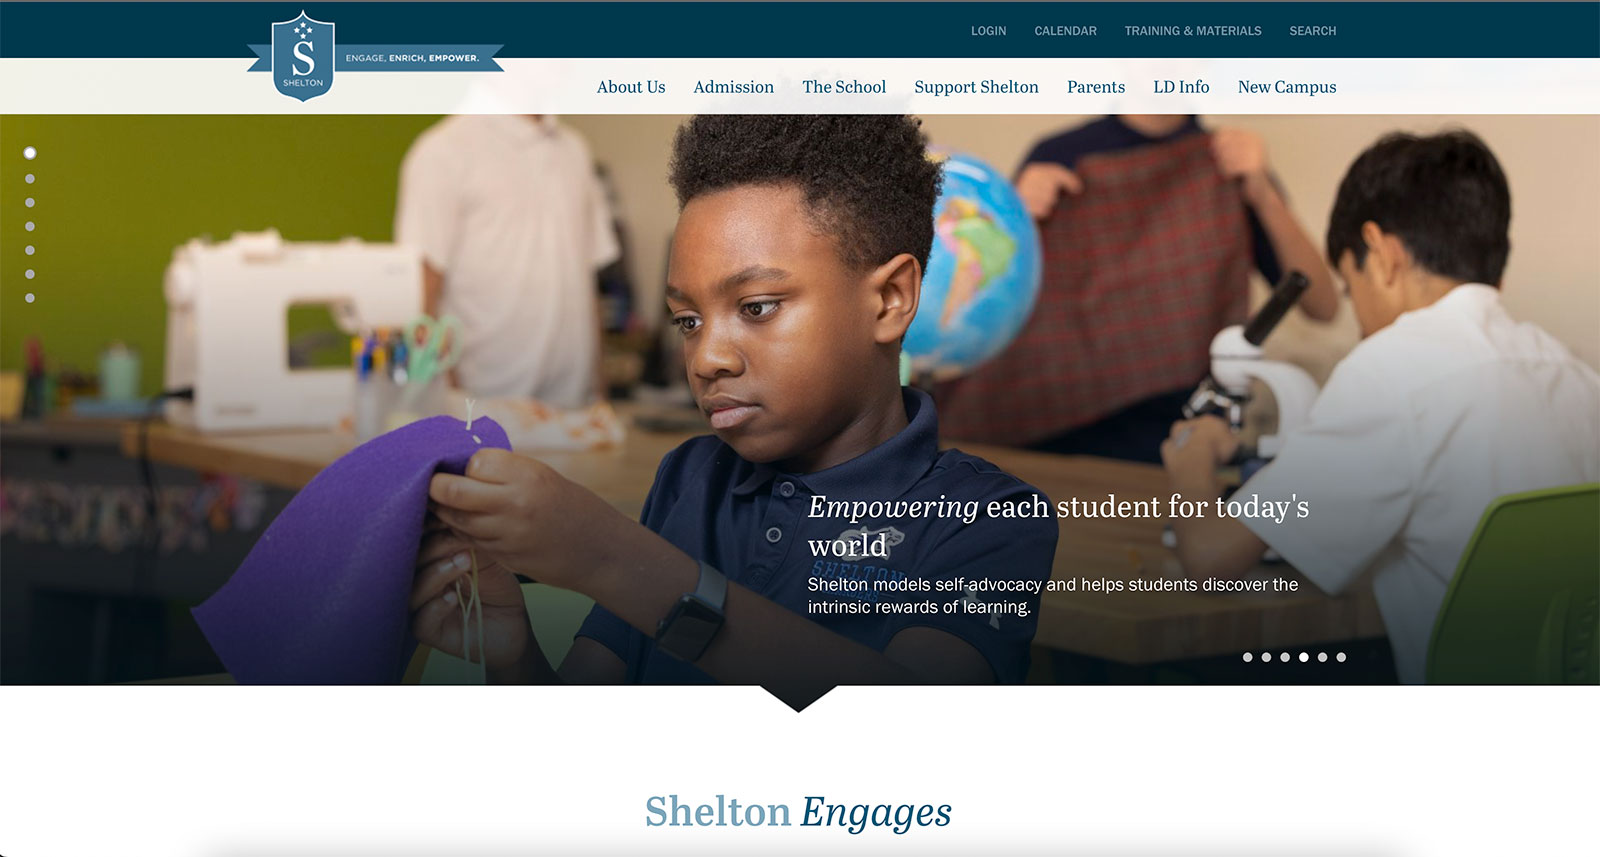 LOGIN CALENDAR TRAINING & MATERIALS SEARCH
S
SHELTON
ENGAGE. ENRICH. EMPOWER.
About Us Admission The School Support Shelton Parents LD Info New Campus
Empowering each student for today's
world
SHELTON
Shelton models self-advocacy and helps students discover the
intrinsic rewards of learning.
Shelton Engages